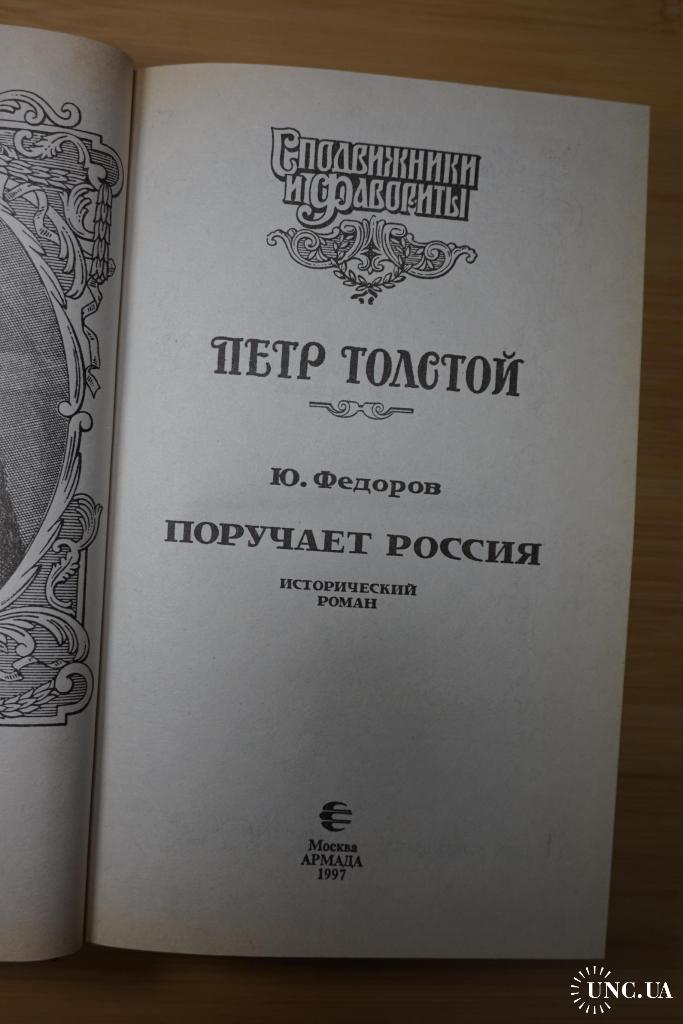 Сподвижники
и Фавориты
ПЕТР ТОЛСТОЙ
Ю. Федоров
ПОРУЧАЕТ РОССИЯ
ИСТОРИЧЕСКИЙ
РОМАН
Москва
АРМАДА
1997
UNC.UA